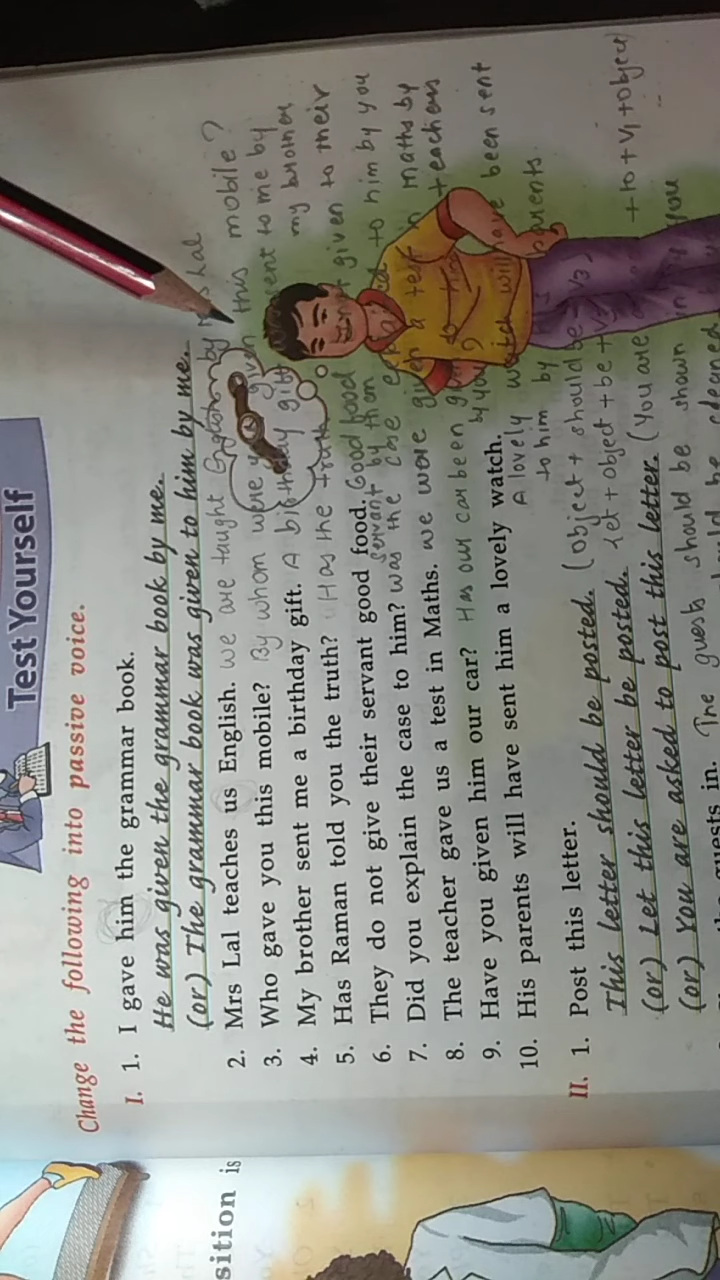 Test Yourself
Change the following into passive voice.
I. 1. I gave him the grammar book.
He was given the grammar book by me.
(or) The grammar book was given to him by me.
2. Mrs Lal teaches us English. we are taught English by Lal
3. Who gave you this mobile? By whom were given this mobile?
4. My brother sent me a birthday gift. A birthday gift sent to me by
my brother
5. Has Raman told you the truth? Has the truth
6. They do not give their servant good food. Good food not given to their
servant by them
7. Did you explain the case to him? was the case to him by you
8. The teacher gave us a test in Maths. we were given a test in maths by
teachers
9. Have you given him our car? Has our car been to him
by you?
10. His parents will have sent him a lovely watch. A lovely watch will have been sent
to him by parents.
II. 1. Post this letter. (object + should be + v3)
This letter should be posted. let + object + be + v3
(or) Let this letter be posted. (You are + to + v1 + object)
(or) You are asked to post this letter.
guests in. The guests should be shown in by you
be cleaned
sition is